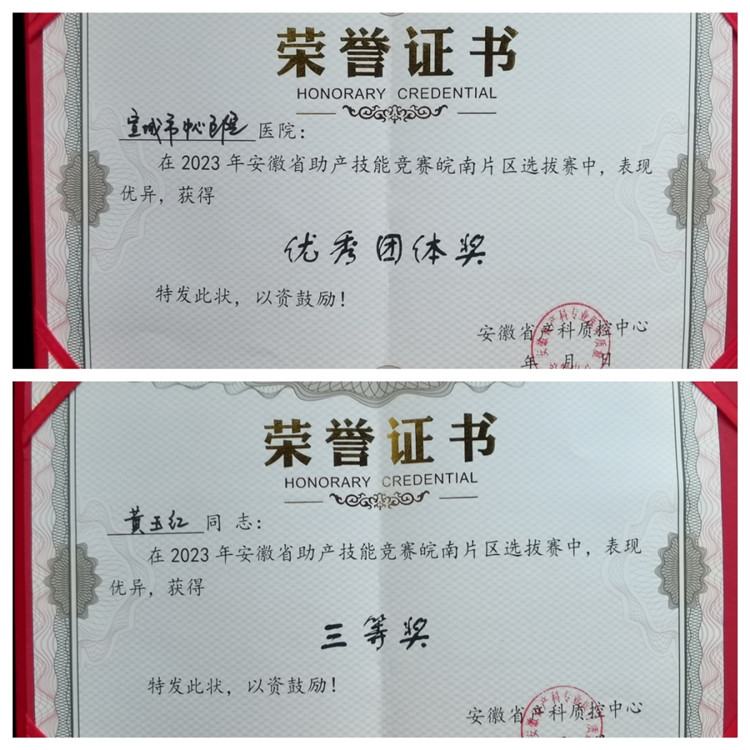 荣誉证书
HONORARY CREDENTIAL
宣城市中心医院医院：
在2023年安徽省助产技能竞赛皖南片区选拔赛中，表现
优异，获得
优秀团体奖
特发此状，以资鼓励！
安徽省产科质控中心
年 月 日
荣誉证书
HONORARY CREDENTIAL
黄玉红同志：
在2023年安徽省助产技能竞赛皖南片区选拔赛中，表现
优异，获得
三等奖
特发此状，以资鼓励！
安徽省产科质控中心